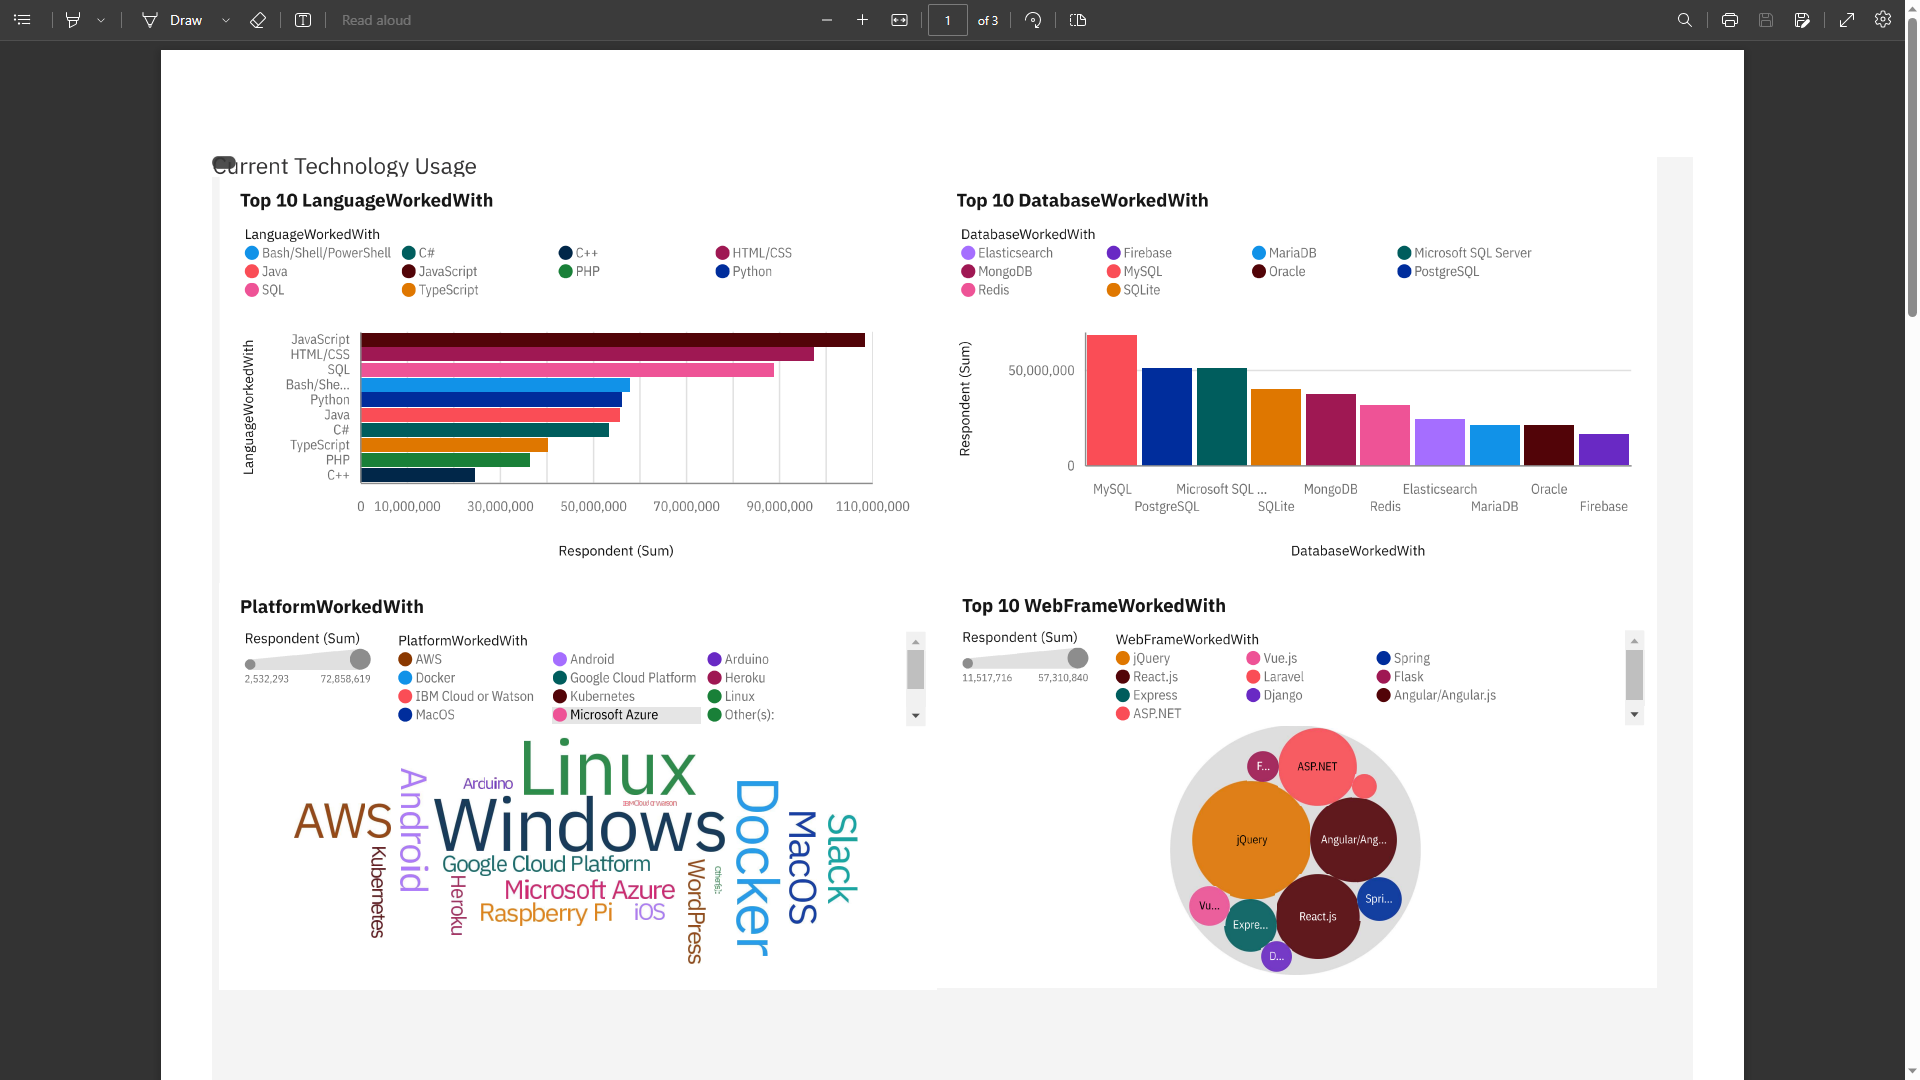 Draw
Read aloud
1 of 3
Current Technology Usage
Top 10 LanguageWorkedWith
LanguageWorkedWith
Bash/Shell/PowerShell C# C++ HTML/CSS
Java JavaScript PHP Python
SQL TypeScript
LanguageWorkedWith
JavaScript
HTML/CSS
SQL
Bash/She...
Python
Java
C#
TypeScript
PHP
C++
0 10,000,000 30,000,000 50,000,000 70,000,000 90,000,000 110,000,000
Respondent (Sum)
Top 10 DatabaseWorkedWith
DatabaseWorkedWith
Elasticsearch Firebase MariaDB Microsoft SQL Server
MongoDB MySQL Oracle PostgreSQL
Redis SQLite
Respondent (Sum)
50,000,000
0
MySQL Microsoft SQL ... MongoDB Elasticsearch Oracle
PostgreSQL SQLite Redis MariaDB Firebase
DatabaseWorkedWith
PlatformWorkedWith
Respondent (Sum)
2,532,293 72,858,619
PlatformWorkedWith
AWS Android Arduino
Docker Google Cloud Platform Heroku
IBM Cloud or Watson Kubernetes Linux
MacOS Microsoft Azure Other(s):
Linux
Arduino
Android
IBM Cloud or Watson
AWS
Windows
Docker
MacOS
Slack
Kubernetes
Google Cloud Platform
WordPress
Other(s):
Heroku
Microsoft Azure
Raspberry Pi
iOS
Top 10 WebFrameWorkedWith
Respondent (Sum)
11,517,716 57,310,840
WebFrameWorkedWith
jQuery Vue.js Spring
React.js Laravel Flask
Express Django Angular/Angular.js
ASP.NET
F...
ASP.NET
jQuery
Angular/Ang...
Vu...
Spri...
Expre...
React.js
D...